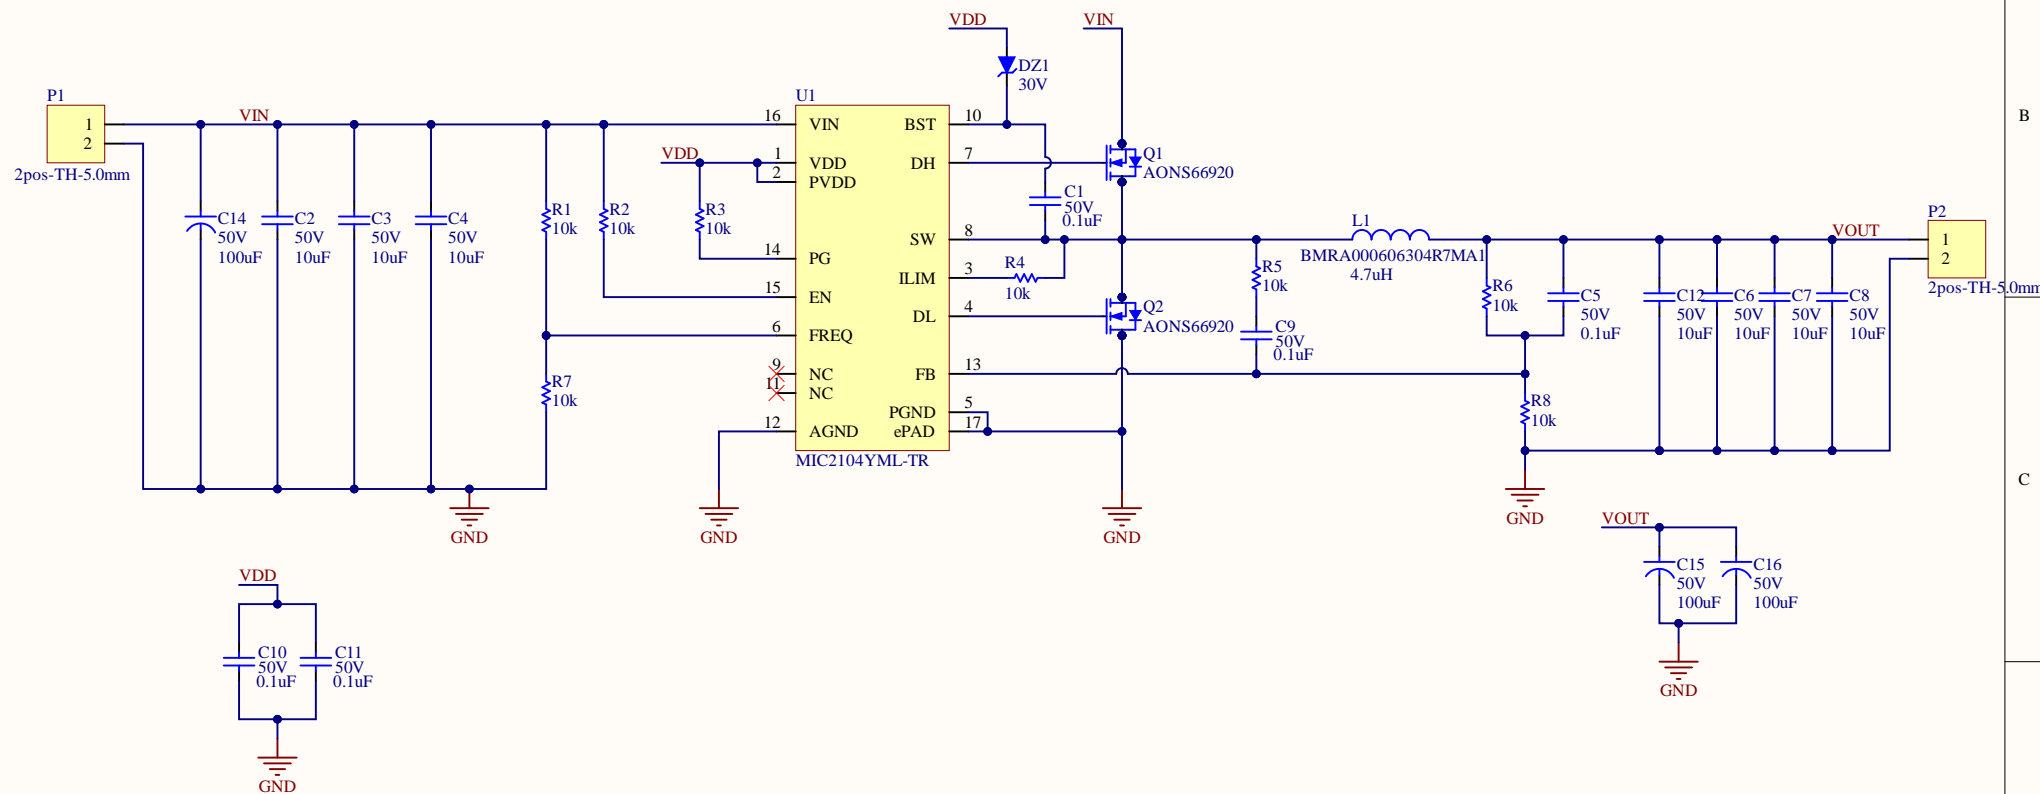 VDD
VIN
DZ1
30V
P1
1
2
2pos-TH-5.0mm
VIN
U1
16
VIN
BST
10
B
VDD
1
VDD
DH
7
2
PVDD
Q1
AONS66920
C14
50V
100uF
C2
50V
10uF
C3
50V
10uF
C4
50V
10uF
R1
10k
R2
10k
R3
10k
C1
50V
0.1uF
SW
8
14
PG
ILIM
3
R4
10k
15
EN
DL
4
Q2
AONS66920
6
FREQ
9
NC
11
NC
FB
13
PGND
5
12
AGND
ePAD
17
MIC2104YML-TR
R7
10k
R5
10k
C9
50V
0.1uF
L1
BMRA000606304R7MA1
4.7uH
R6
10k
C5
50V
0.1uF
C12
50V
10uF
C6
50V
10uF
C7
50V
10uF
C8
50V
10uF
VOUT
P2
1
2
2pos-TH-5.0mm
R8
10k
C
GND
GND
GND
GND
VOUT
C15
50V
100uF
C16
50V
100uF
GND
VDD
C10
50V
0.1uF
C11
50V
0.1uF
GND